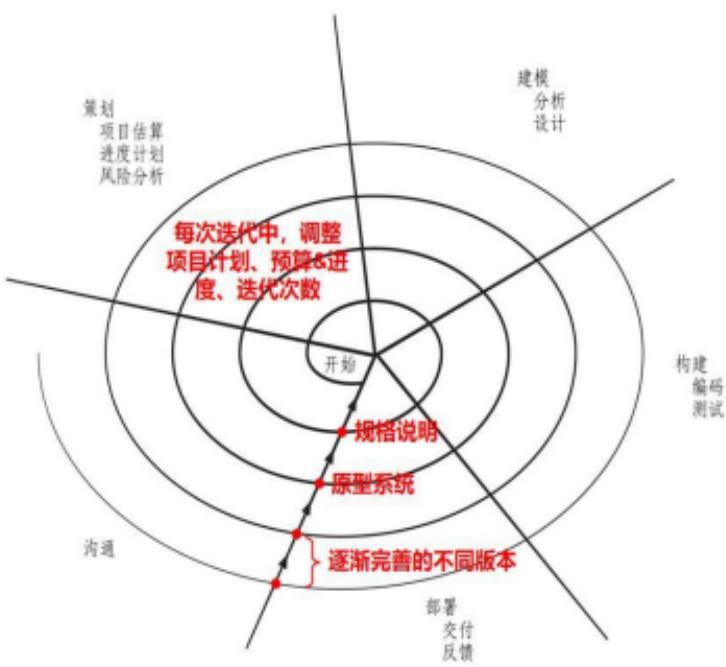 建模
分析
设计
策划
项目估算
进度计划
风险分析
每次迭代中，调整
项目计划、预算&进
度、迭代次数
开始
构建
编码
测试
规格说明
原型系统
沟通
逐渐完善的不同版本
部署
交付
反馈